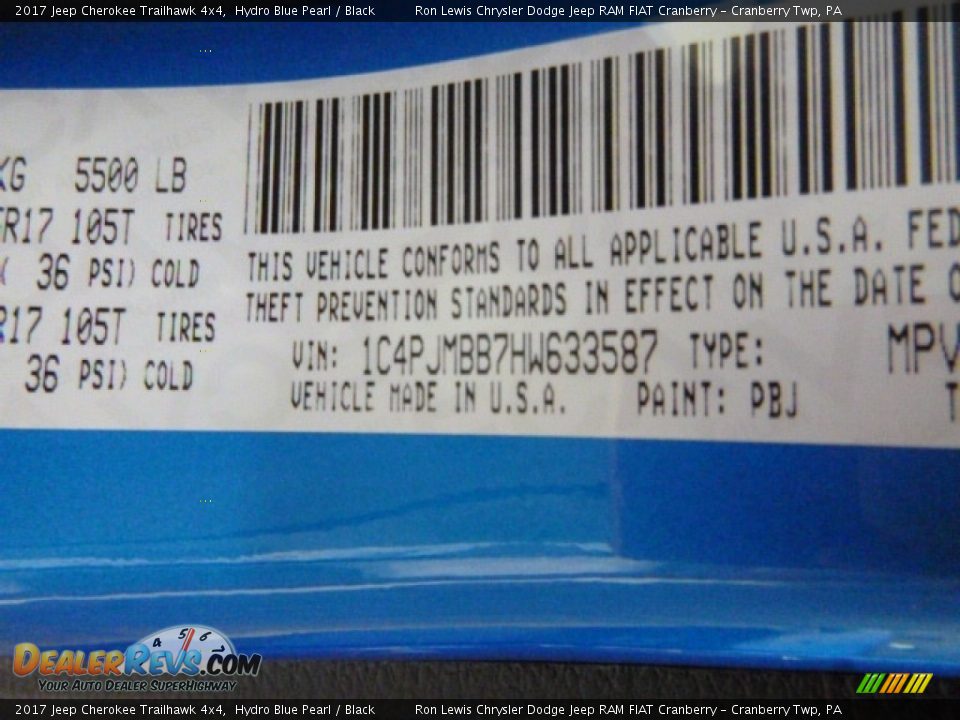 2017 Jeep Cherokee Trailhawk 4x4, Hydro Blue Pearl / Black Ron Lewis Chrysler Dodge Jeep RAM FIAT Cranberry - Cranberry Twp, PA
KG 5500 LB
R17 105T TIRES
36 PSI) COLD
R17 105T TIRES
36 PSI) COLD
THIS VEHICLE CONFORMS TO ALL APPLICABLE U.S.A. FED
THEFT PREVENTION STANDARDS IN EFFECT ON THE DATE O
VIN: 1C4PJMBB7HW633587 TYPE: MPV
VEHICLE MADE IN U.S.A. PAINT: PBJ T
4 5 6 7
DEALERREVS.COM
YOUR AUTO DEALER SUPERHIGHWAY
2017 Jeep Cherokee Trailhawk 4x4, Hydro Blue Pearl / Black Ron Lewis Chrysler Dodge Jeep RAM FIAT Cranberry - Cranberry Twp, PA